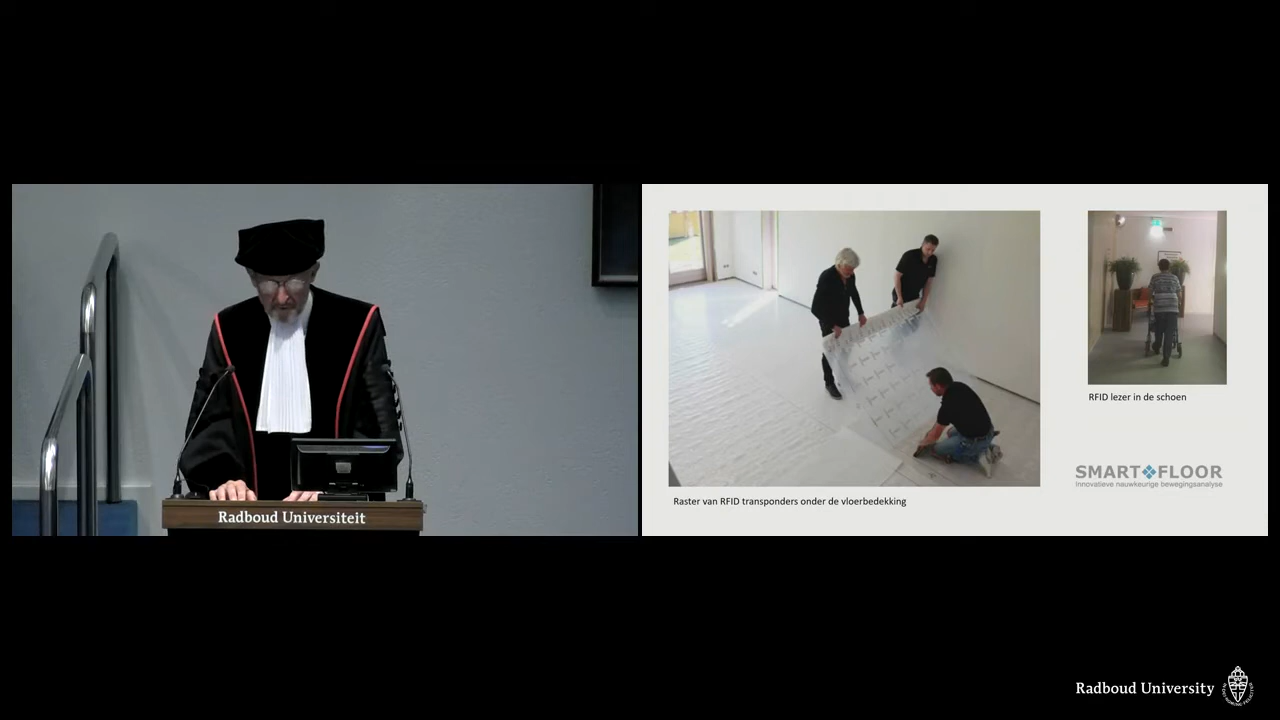 Radboud Universiteit
Raster van RFID transponders onder de vloerbedekking
RFID lezer in de schoen
SMART FLOOR
Innovatieve nauwkeurige bewegingsanalyse
Radboud University